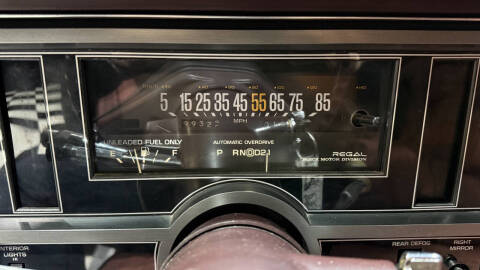 5 15 25 35 45 55 65 75 85
MPH
UNLEADED FUEL ONLY
F
AUTOMATIC OVERDRIVE
P RNⒹD21
REGAL
BUICK MOTOR DIVISION
INTERIOR LIGHTS
REAR DEFOG
RIGHT MIRROR